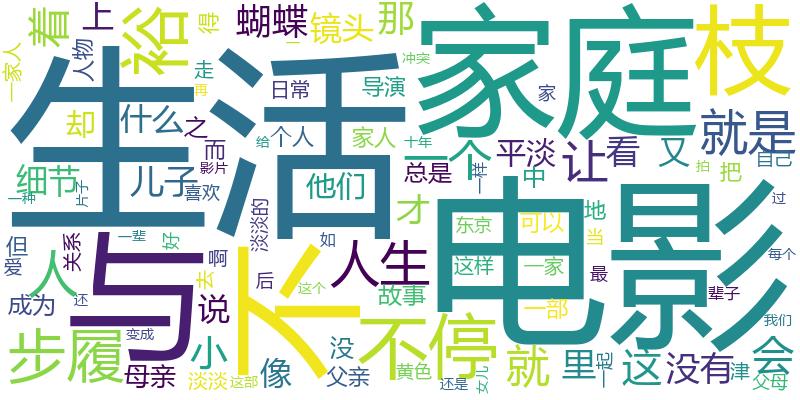 一家人
着
上
裕
得
蝴蝶
镜头
那
冲突
家庭
枝
人物
走
再
日常
导演
生活
家
却
什么
之
个人
家人
一个
平淡
让
看
又
就是
而
影片
给
十年
细节
儿子
喜欢
他们
总是
一样
中
拍
把
自己
一种
片子
淡淡的
才
东京
可以
地
过
但
关系
一辈
好
啊
如
当
电影
每个
爱
人
与
去
后
不
人生
这样
一家
最
成为
还
说
这个
故事
一部
辈子
我们
步履
变成
小
没
不停
就
里
一起
这
没有
会
母亲
淡淡
这部
像
父亲
黄色
还是
女儿
津
父母